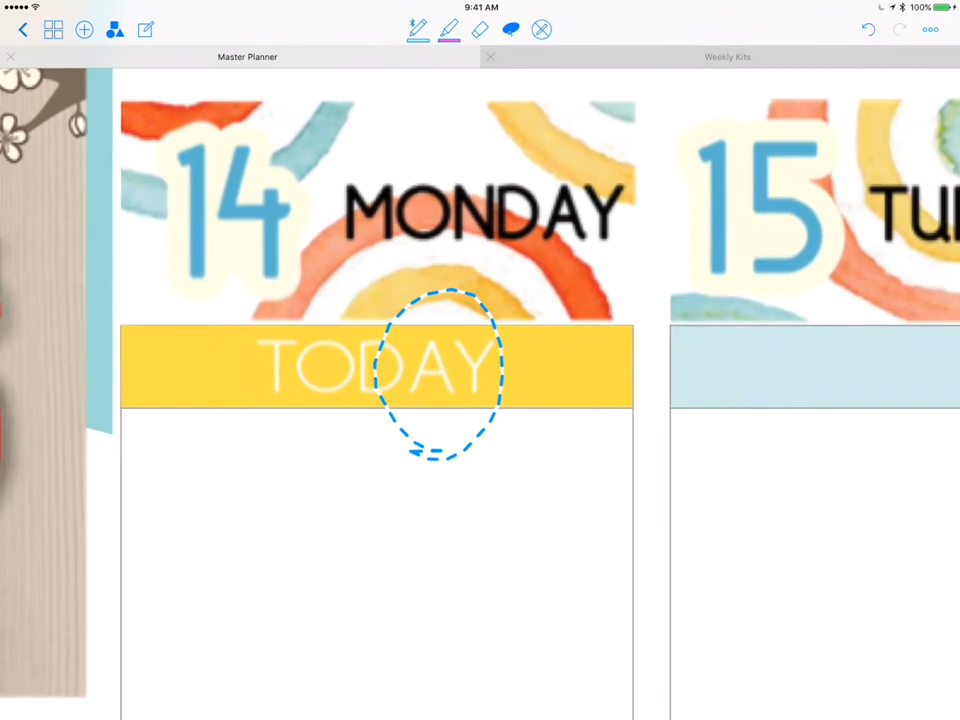 9:41 AM
100%
Master Planner
Weekly Kits
14 MONDAY
15
TODAY